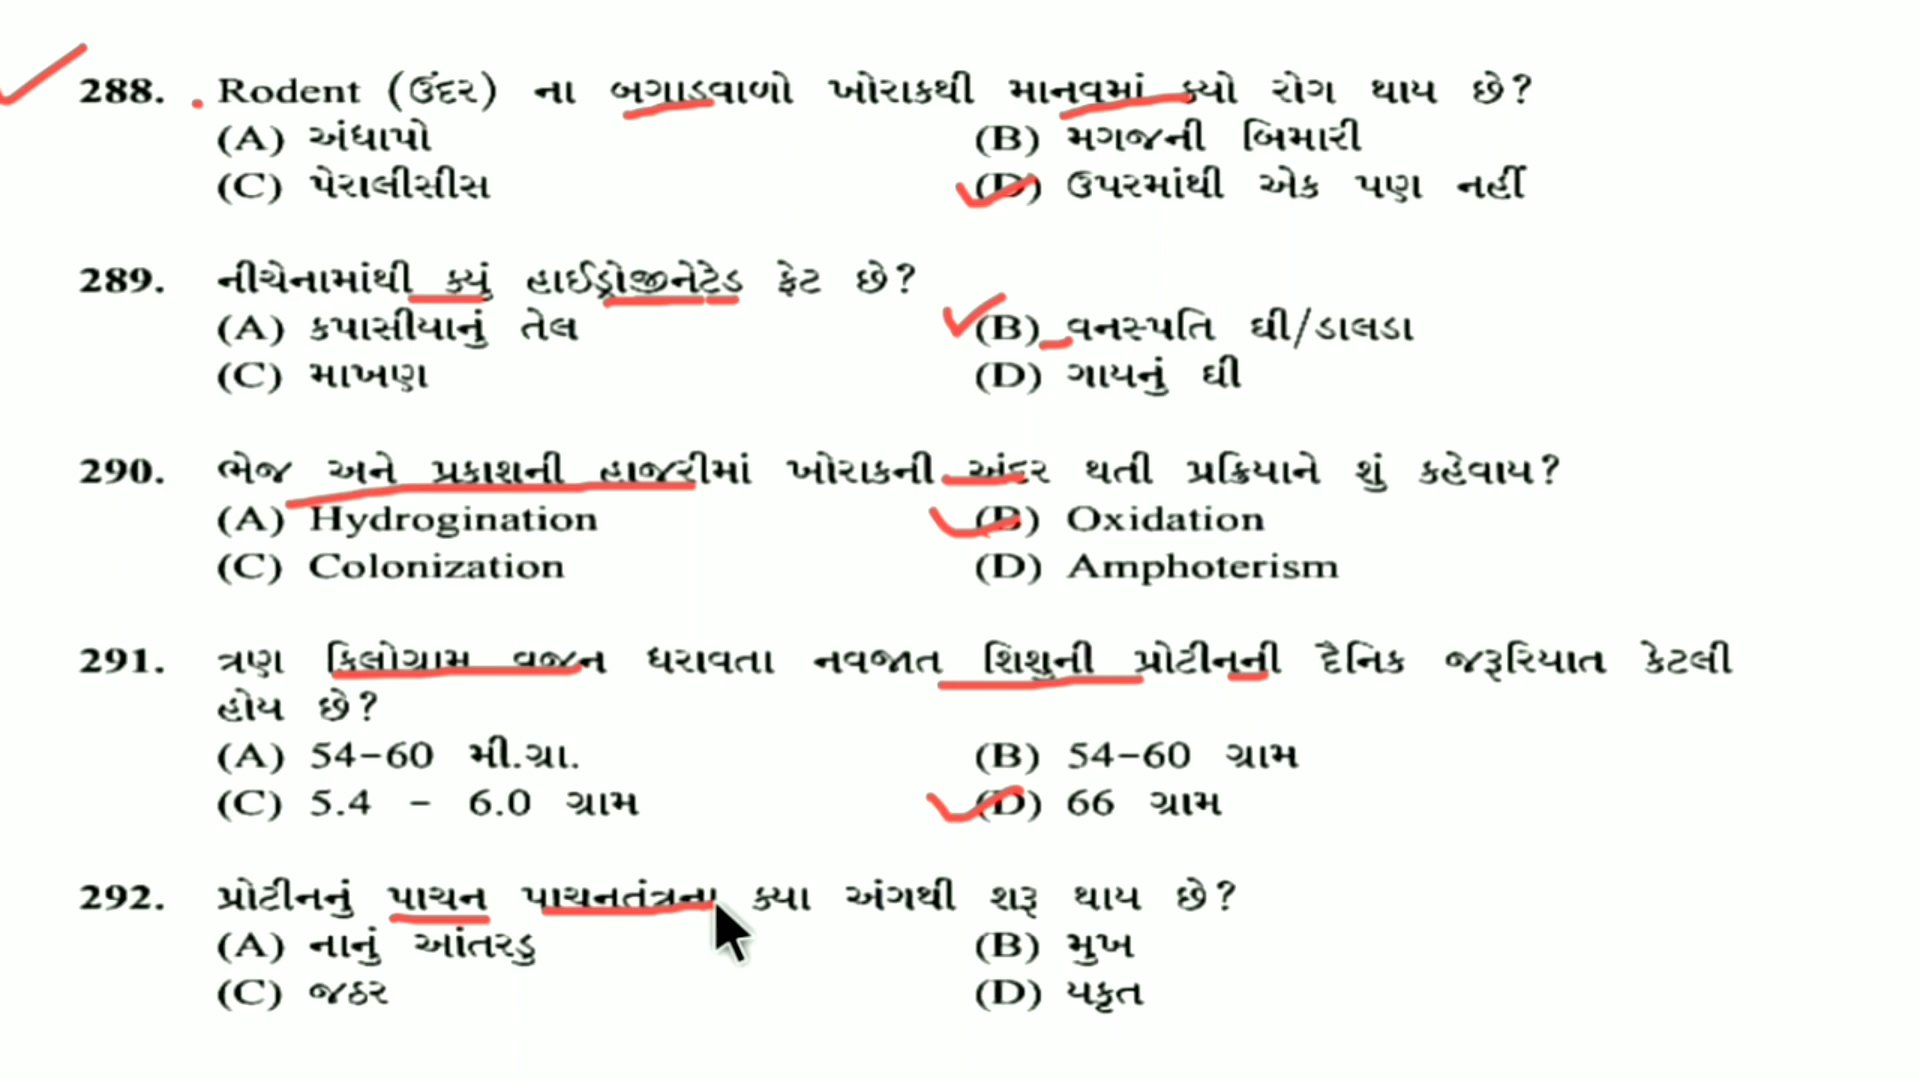 288. Rodent (ઉંદર) ના બગાડવાળો ખોરાકથી માનવમાં ક્યો રોગ થાય છે?
(A) અંધાપો (B) મગજની બિમારી
(C) પેરાલીસીસ (D) ઉપરમાંથી એક પણ નહીં
289. નીચેનામાંથી ક્યું હાઈડ્રોજીનેટેડ ફેટ છે?
(A) કપાસીયાનું તેલ (B) વનસ્પતિ ઘી/ડાલડા
(C) માખણ (D) ગાયનું ઘી
290. ભેજ અને પ્રકાશની હાજરીમાં ખોરાકની અંદર થતી પ્રક્રિયાને શું કહેવાય?
(A) Hydrogination (B) Oxidation
(C) Colonization (D) Amphoterism
291. ત્રણ કિલોગ્રામ વજન ધરાવતા નવજાત શિશુની પ્રોટીનની દૈનિક જરૂરિયાત કેટલી
હોય છે?
(A) 54–60 મી.ગ્રા. (B) 54–60 ગ્રામ
(C) 5.4 – 6.0 ગ્રામ (D) 66 ગ્રામ
292. પ્રોટીનનું પાચન પાચનતંત્રના ક્યા અંગથી શરૂ થાય છે?
(A) નાનું આંતરડુ (B) મુખ
(C) જઠર (D) યકૃત